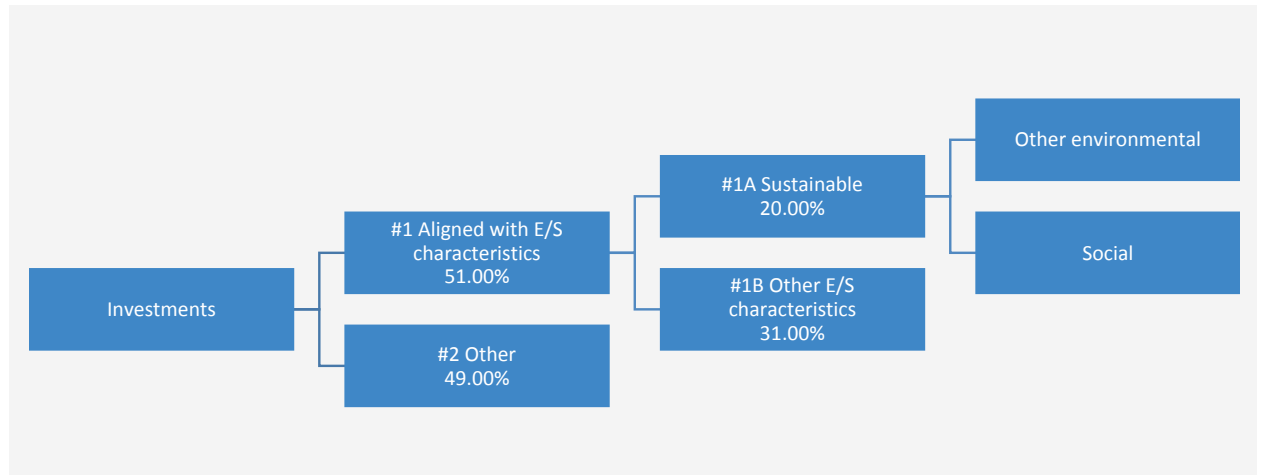 Investments
#1 Aligned with E/S
characteristics
51.00%
#2 Other
49.00%
#1A Sustainable
20.00%
#1B Other E/S
characteristics
31.00%
Other environmental
Social